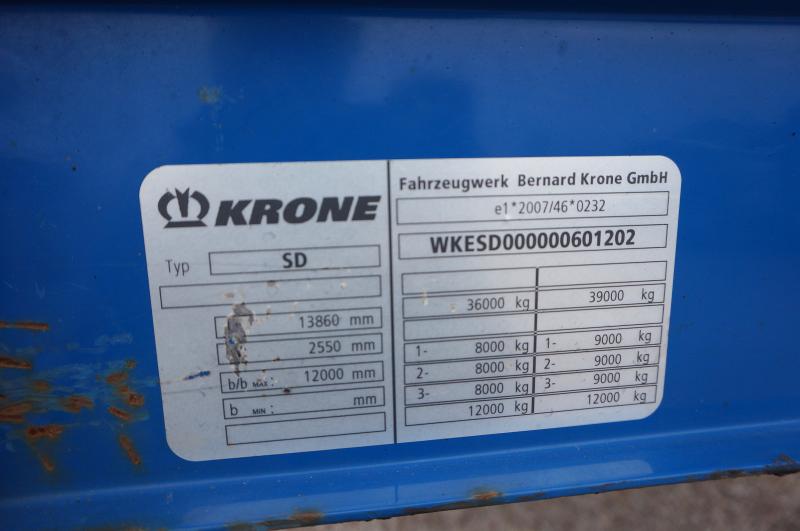 KRONE
Typ SD
13860 mm
2550 mm
b/b MAX: 12000 mm
b MIN: mm
Fahrzeugwerk Bernard Krone GmbH
e1*2007/46*0232
WKESD000000601202
36000 kg 39000 kg
1- 8000 kg 1- 9000 kg
2- 8000 kg 2- 9000 kg
3- 8000 kg 3- 9000 kg
12000 kg 12000 kg